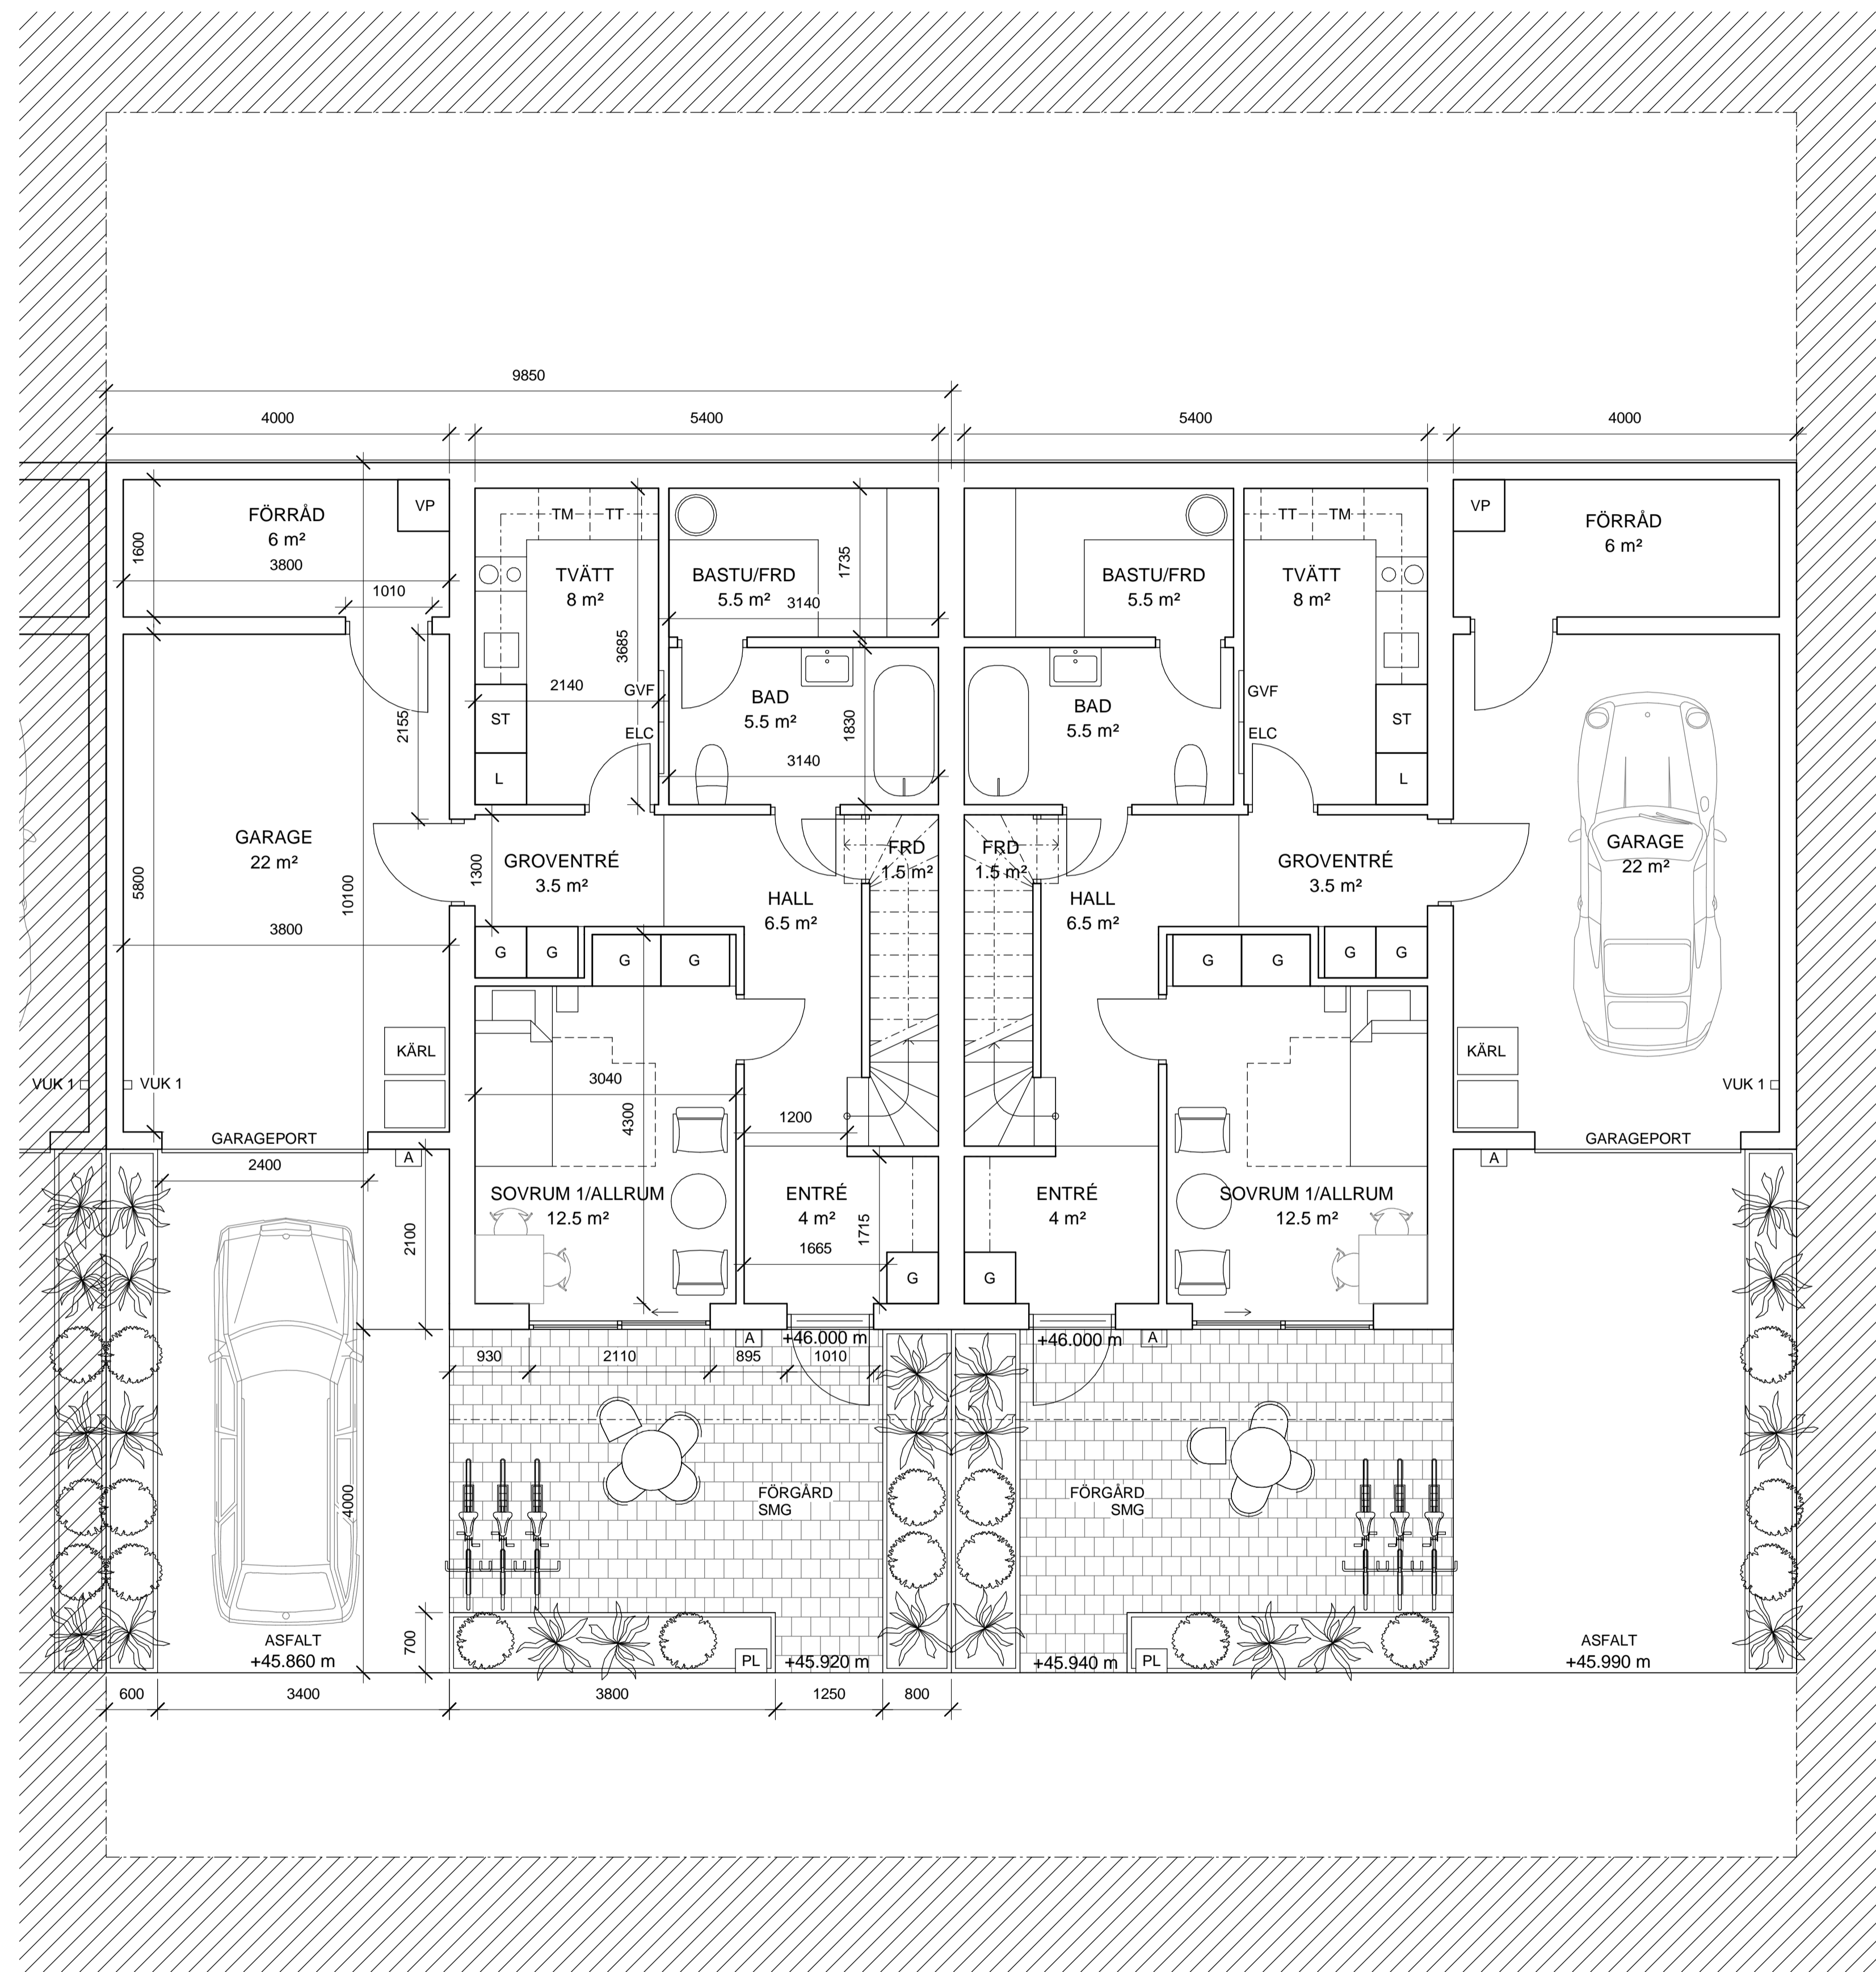 9850
4000
5400
5400
4000
FÖRRÅD
6 m²
3800
1600
1010
VP
TM
TT
TVÄTT
8 m²
BASTU/FRD
5.5 m²
3140
1735
BASTU/FRD
5.5 m²
TT
TM
TVÄTT
8 m²
VP
FÖRRÅD
6 m²
3685
2140
GVF
ELC
ST
L
BAD
5.5 m²
1830
3140
BAD
5.5 m²
GVF
ELC
ST
L
2155
GARAGE
22 m²
5800
10100
3800
1300
GROVENTRÉ
3.5 m²
HALL
6.5 m²
FRD
1.5 m²
FRD
1.5 m²
HALL
6.5 m²
GROVENTRÉ
3.5 m²
GARAGE
22 m²
G
G
G
G
G
G
G
G
KÄRL
VUK 1
VUK 1
3040
4300
1200
KÄRL
VUK 1
GARAGEPORT
2400
A
2100
SOVRUM 1/ALLRUM
12.5 m²
ENTRÉ
4 m²
1715
1665
G
G
ENTRÉ
4 m²
SOVRUM 1/ALLRUM
12.5 m²
GARAGEPORT
A
A
+46.000 m
930
2110
895
1010
+46.000 m
A
4000
FÖRGÅRD
SMG
FÖRGÅRD
SMG
ASFALT
+45.860 m
700
PL
+45.920 m
+45.940 m
PL
ASFALT
+45.990 m
600
3400
3800
1250
800